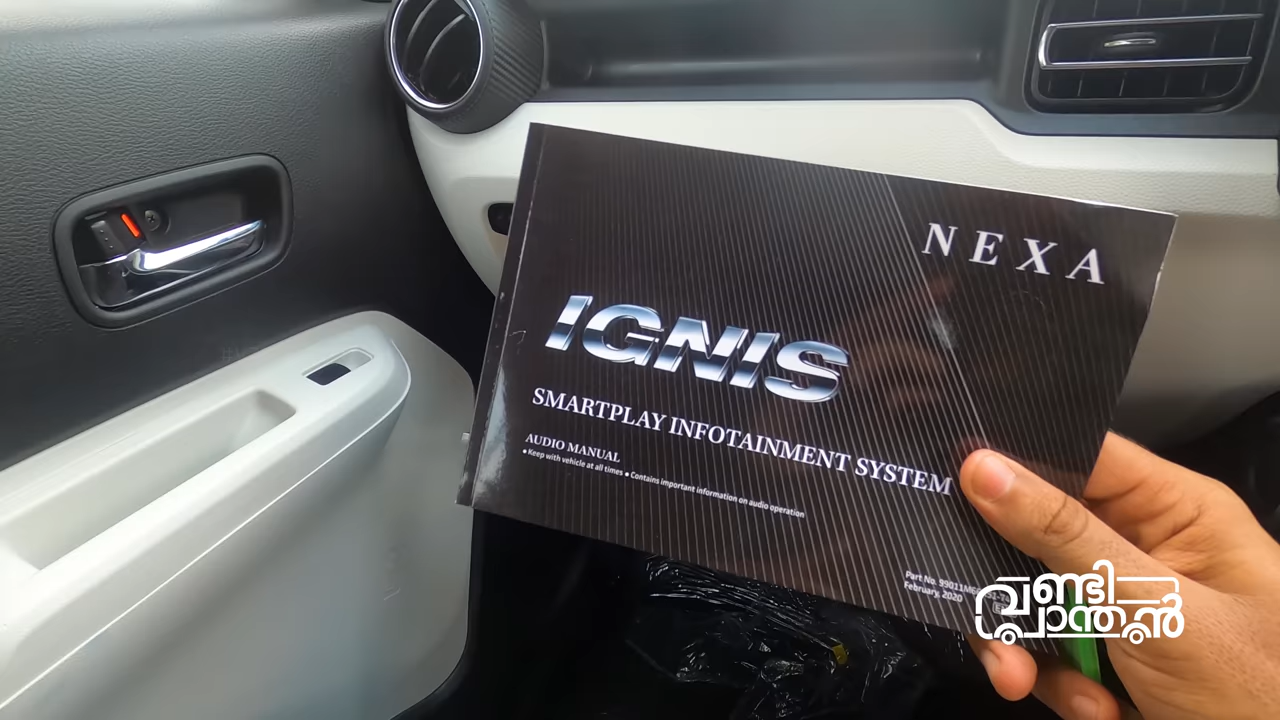 NEXA
IGNIS
SMARTPLAY INFOTAINMENT SYSTEM
AUDIO MANUAL
• Keep with vehicle at all times • Contains important information on audio operation
Part No.
February, 2020
വണ്ടി
ഭ്രാന്തൻ